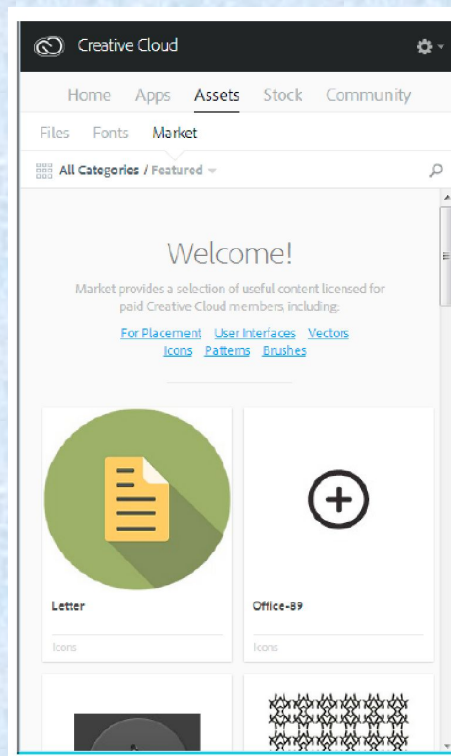 Creative Cloud
Home Apps Assets Stock Community
Files Fonts Market
All Categories / Featured
Welcome!
Market provides a selection of useful content licensed for
paid Creative Cloud members, including:
For Placement User Interfaces Vectors
Icons Patterns Brushes
Letter Office-89
Icons Icons